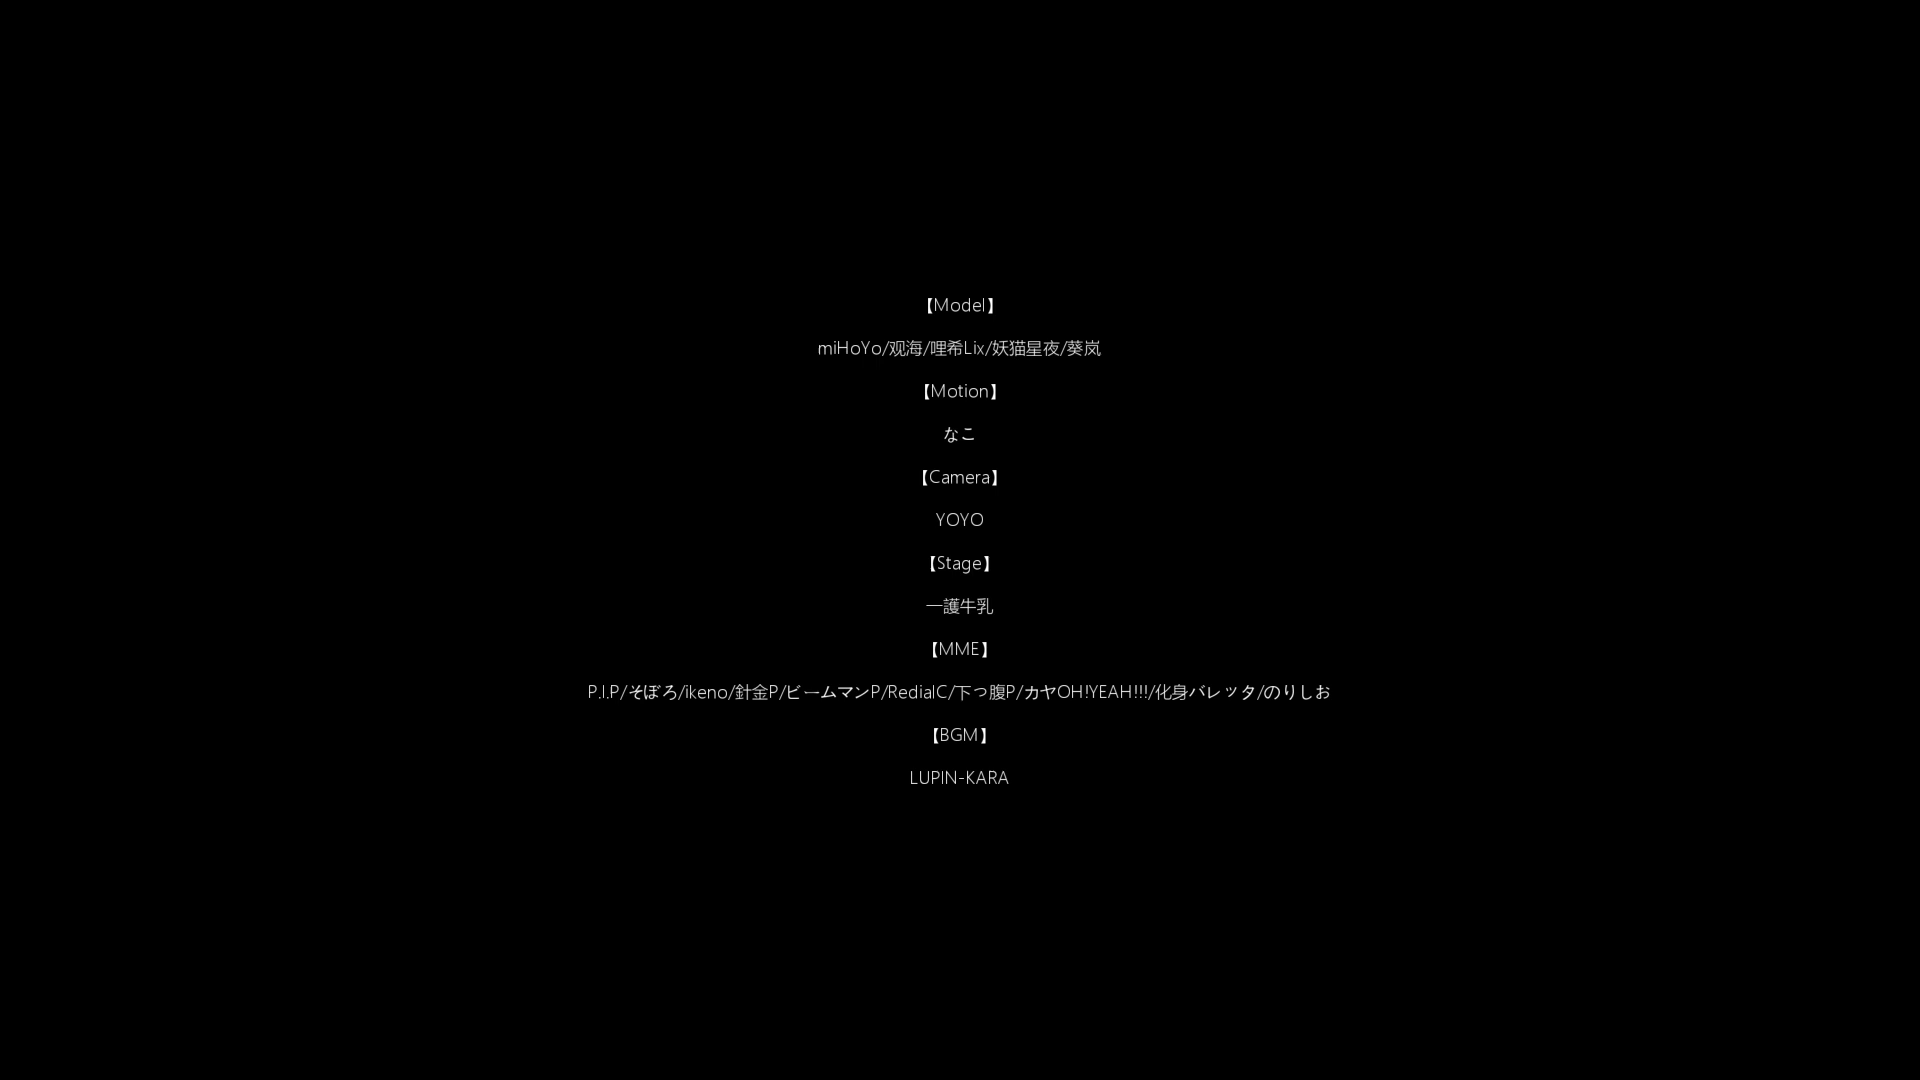 【Model】
miHoYo/观海/哩希Lix/妖猫星夜/葵岚
【Motion】
なこ
【Camera】
YOYO
【Stage】
一護牛乳
【MME】
P.I.P/そぼろ/ikeno/針金P/ビームマンP/RedialC/下っ腹P/カヤOH!YEAH!!!/化身バレッタ/のりしお
【BGM】
LUPIN-KARA